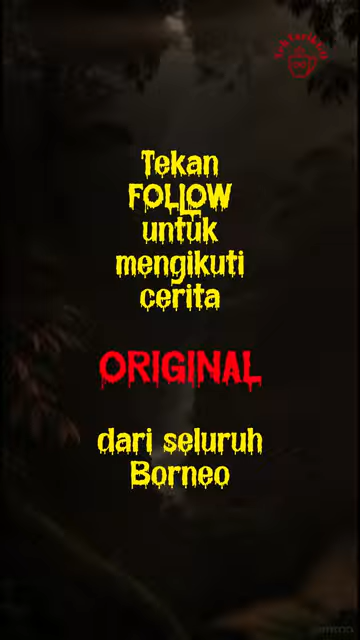 Tekan
FOLLOW
untuk
mengikuti
cerita
ORIGINAL
dari seluruh
Borneo